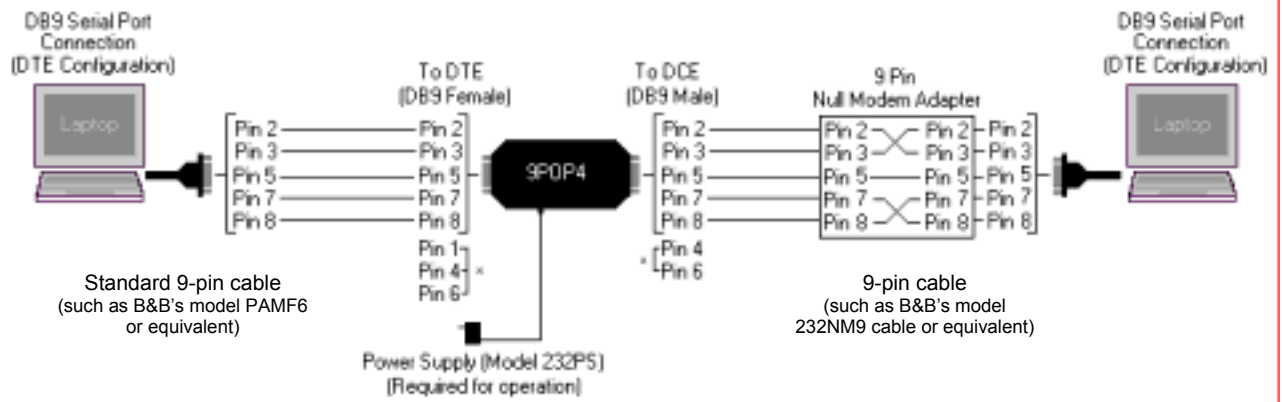 DB9 Serial Port
Connection
(DTE Configuration)
Laptop
Pin 2
Pin 3
Pin 5
Pin 7
Pin 8
Standard 9-pin cable
(such as B&B's model PAMF6
or equivalent)
To DTE
(DB9 Female)
Pin 2
Pin 3
Pin 5
Pin 7
Pin 8
Pin 1
Pin 4 ×
Pin 6
9POP4
Power Supply (Model 232PS)
(Required for operation)
To DCE
(DB9 Male)
Pin 2
Pin 3
Pin 5
Pin 7
Pin 8
Pin 4
Pin 6
×
9 Pin
Null Modem Adapter
Pin 2 Pin 2
Pin 3 Pin 3
Pin 5 Pin 5
Pin 7 Pin 7
Pin 8 Pin 8
Pin 2
Pin 3
Pin 5
Pin 7
Pin 8
9-pin cable
(such as B&B's model
232NM9 cable or equivalent)
DB9 Serial Port
Connection
(DTE Configuration)
Laptop